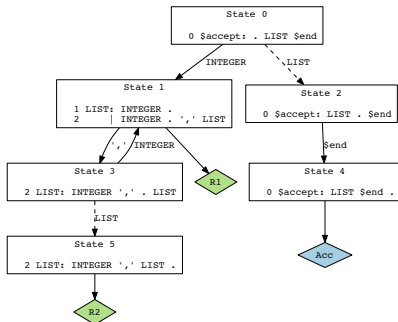 State 0
0 $accept: . LIST $end
INTEGER
LIST
State 1
1 LIST: INTEGER .
2 | INTEGER . ',' LIST
State 2
0 $accept: LIST . $end
','
INTEGER
$end
State 3
2 LIST: INTEGER ',' . LIST
R1
State 4
0 $accept: LIST $end .
LIST
State 5
2 LIST: INTEGER ',' LIST .
Acc
R2